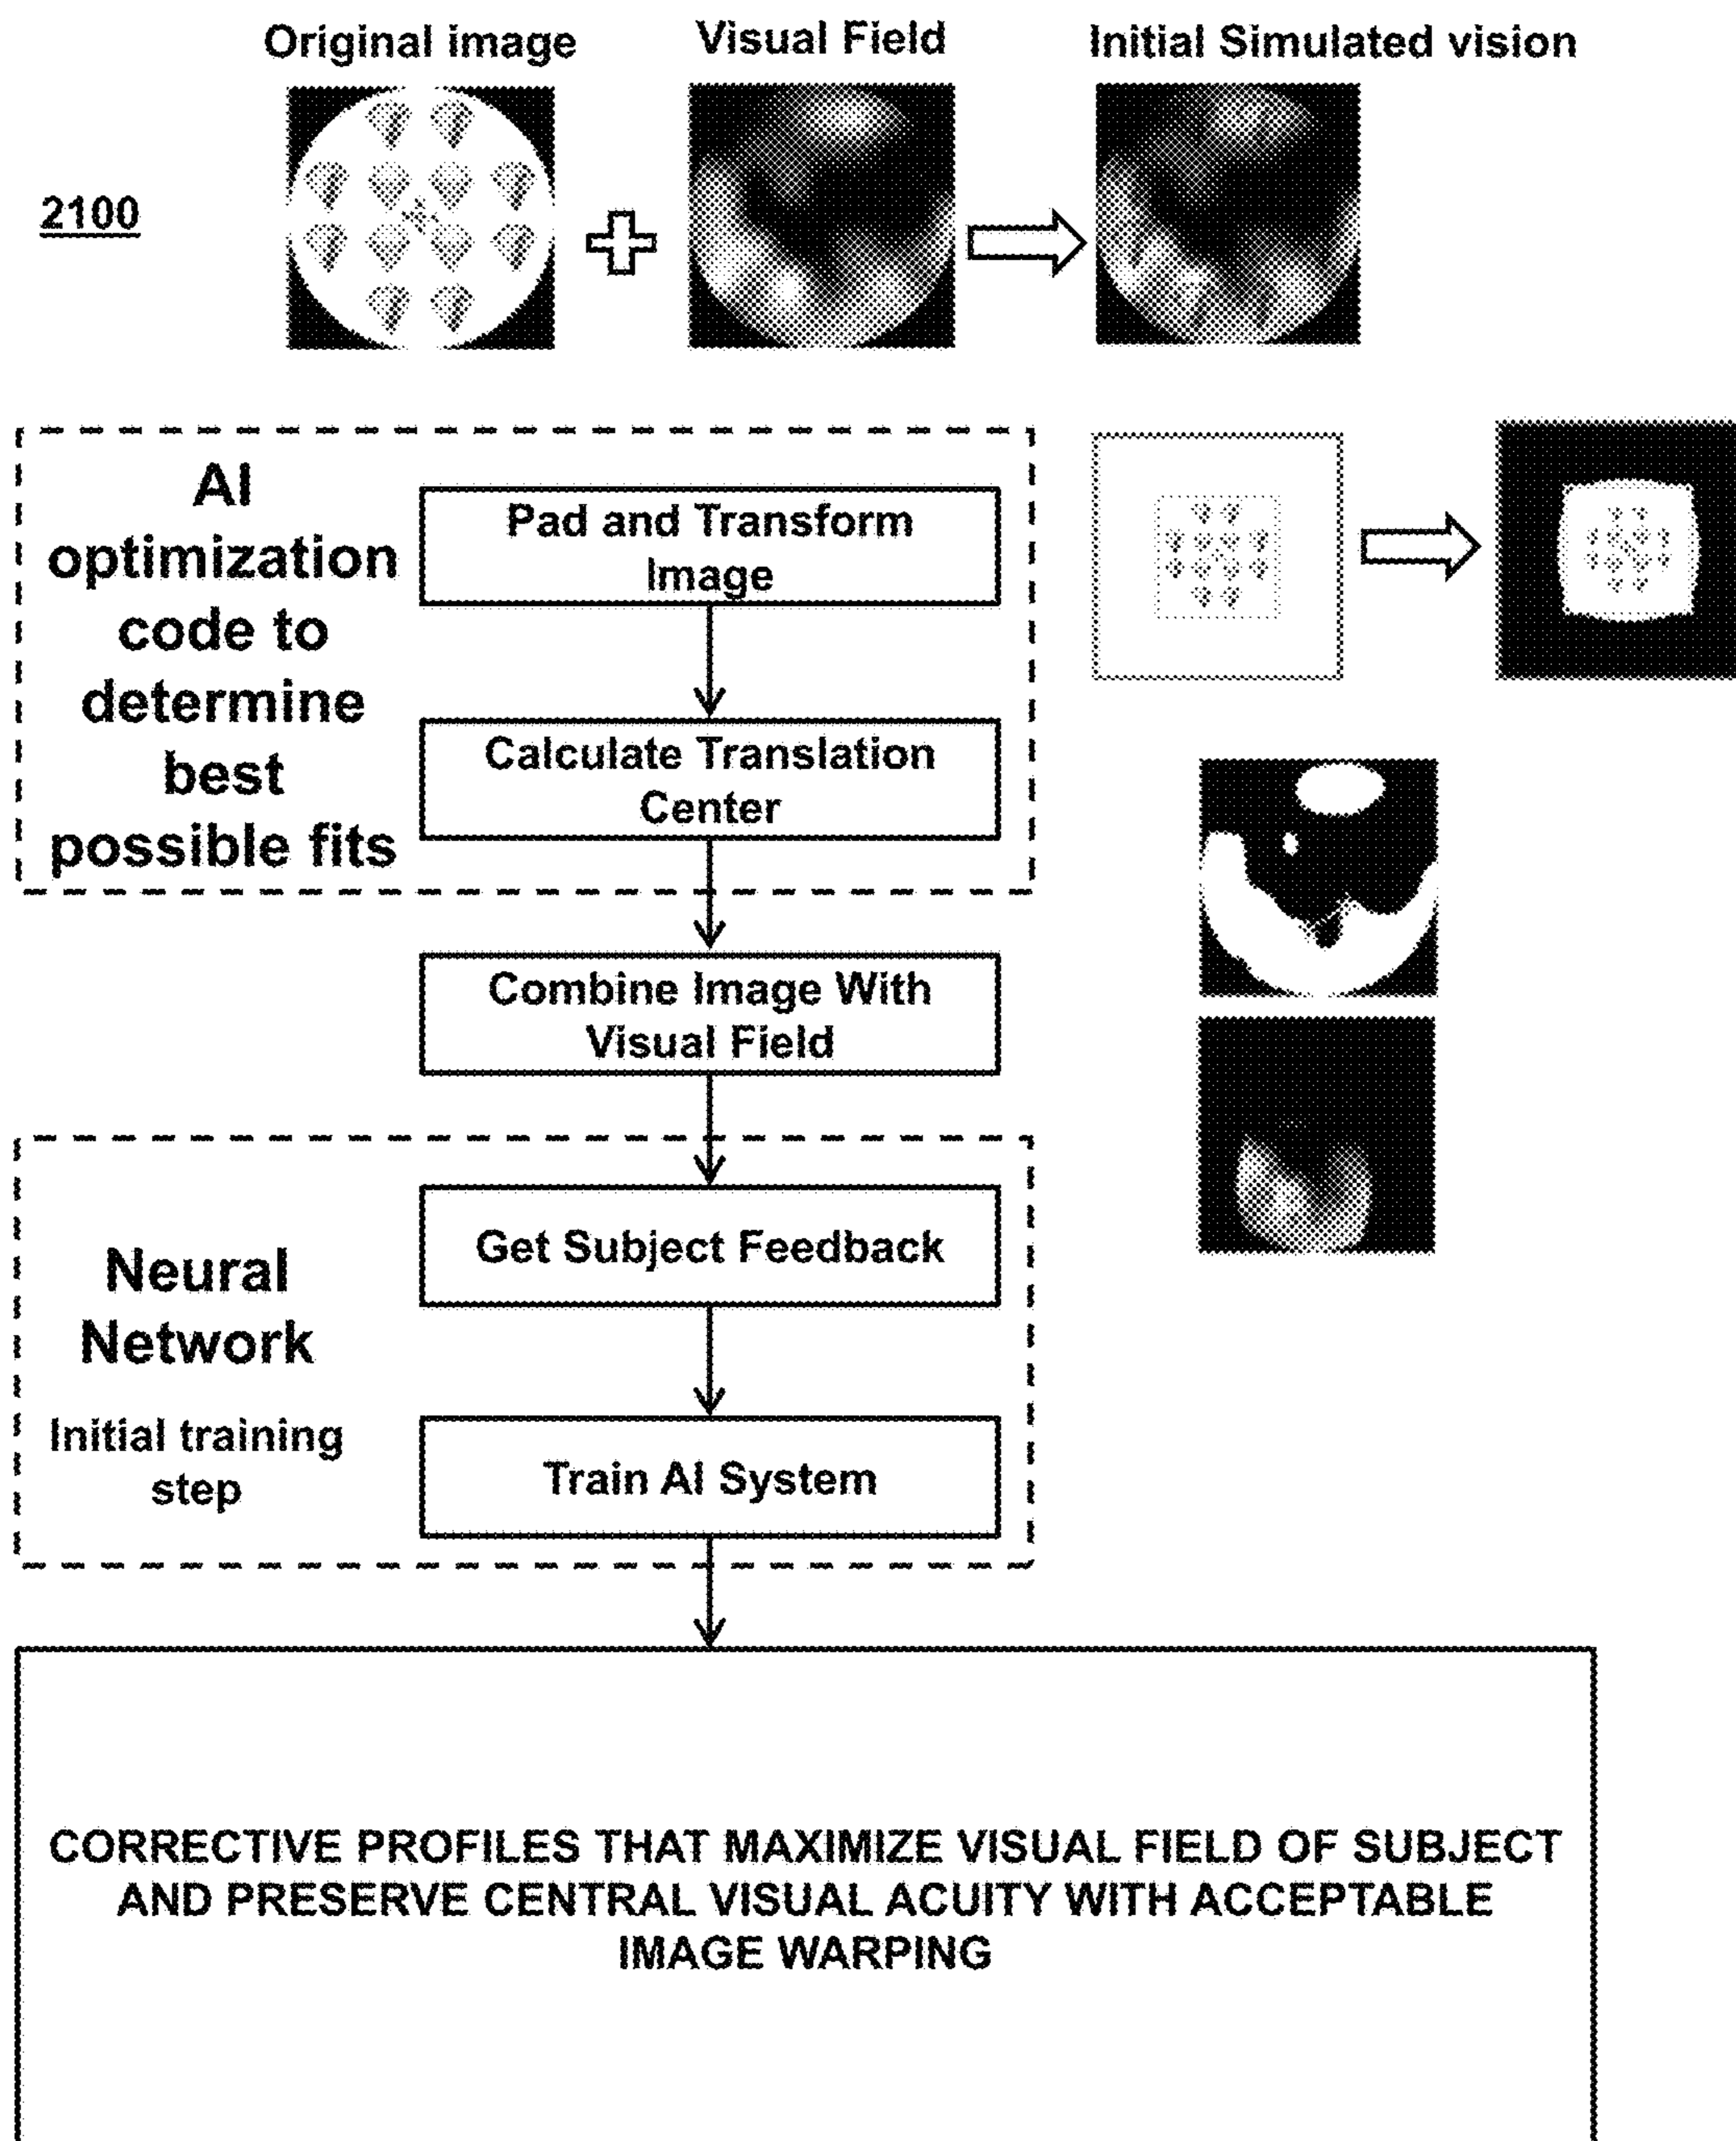 Original image
Visual Field
Initial Simulated vision
2100
AI
optimization
code to
determine
best
possible fits
Pad and Transform
Image
Calculate Translation
Center
Combine Image With
Visual Field
Neural
Network
Initial training
step
Get Subject Feedback
Train AI System
CORRECTIVE PROFILES THAT MAXIMIZE VISUAL FIELD OF SUBJECT
AND PRESERVE CENTRAL VISUAL ACUITY WITH ACCEPTABLE
IMAGE WARPING